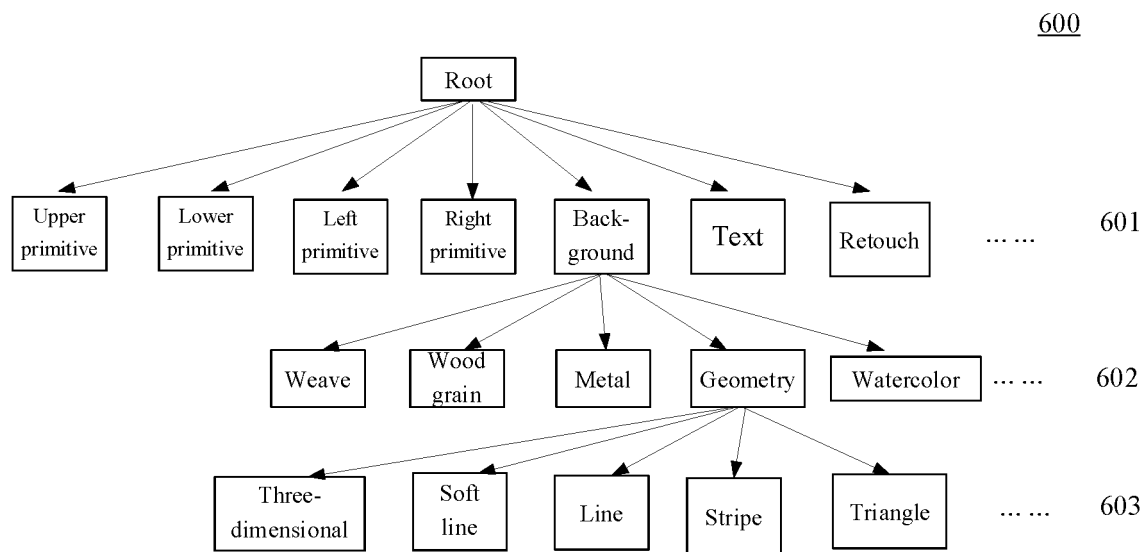 600
Root
Upper
primitive
Lower
primitive
Left
primitive
Right
primitive
Back-
ground
Text
Retouch
... ...
601
Weave
Wood
grain
Metal
Geometry
Watercolor
... ...
602
Three-
dimensional
Soft
line
Line
Stripe
Triangle
... ...
603